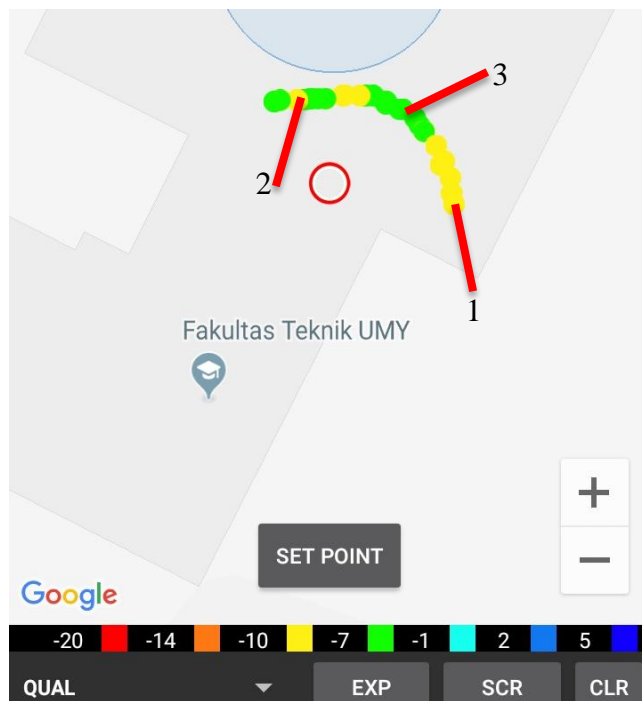 3
2
1
Fakultas Teknik UMY
SET POINT
+
−
Google
-20 -14 -10 -7 -1 2 5
QUAL EXP SCR CLR